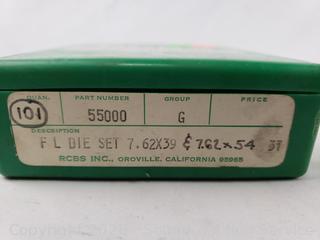 QUAN. PART NUMBER GROUP PRICE
101 55000 G
DESCRIPTION
F L DIE SET 7.62X39 & 7.62x54
RCBS INC., OROVILLE, CALIFORNIA 95965